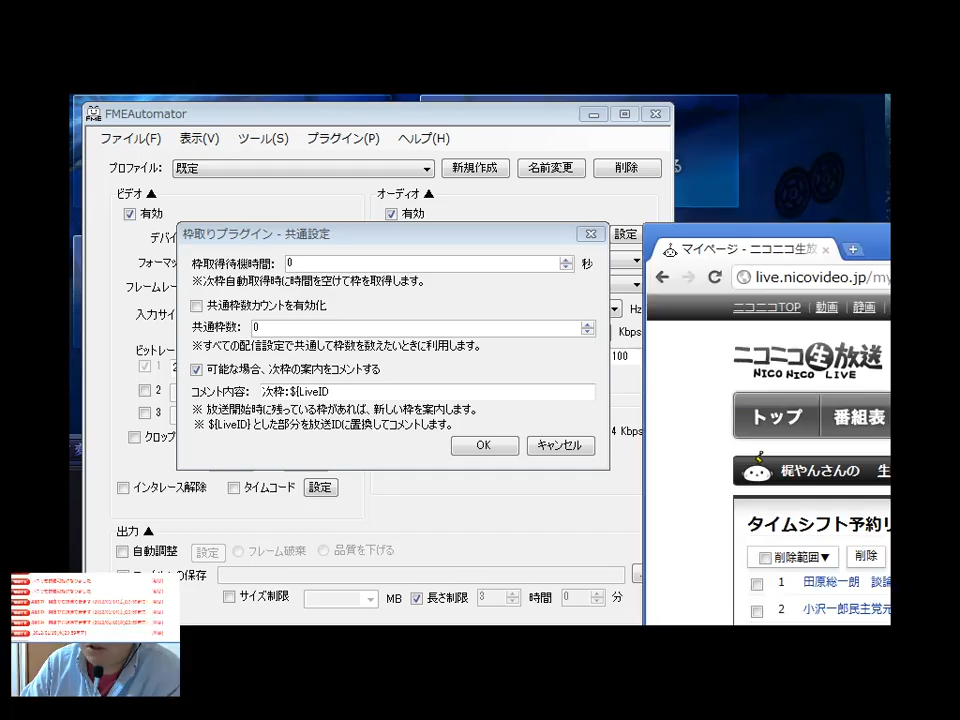 FMEAutomator
ファイル(F) 表示(V) ツール(S) プラグイン(P) ヘルプ(H)
プロファイル: 既定 新規作成 名前変更 削除
る
ビデオ ▲ オーディオ ▲
有効 有効
デバイ 設定
フォーマッ
フレームレー
入力サイ Hz
Kbps
ビットレー 100
1 2
2
3 4 Kbps
クロップ
枠取りプラグイン - 共通設定
枠取得待機時間: 0 秒
※次枠自動取得時に時間を空けて枠を取得します。
共通枠数カウントを有効化
共通枠数: 0
※すべての配信設定で共通して枠数を数えたいときに利用します。
可能な場合、次枠の案内をコメントする
コメント内容: 次枠:${LiveID
※ 放送開始時に残っている枠があれば、新しい枠を案内します。
※ ${LiveID}とした部分を放送IDに置換してコメントします。
OK キャンセル
インタレース解除 タイムコード 設定
出力 ▲
自動調整 設定 フレーム破棄 品質を下げる
の保存
サイズ制限 MB 長さ制限 3 時間 0 分
マイページ - ニコニコ生放
live.nicovideo.jp/my
ニコニコTOP 動画 静画
ニコニコ生放送
NICO NICO LIVE
トップ 番組表
梶やんさんの 生
タイムシフト予約リ
削除範囲▼ 削除
1 田原総一朗 談論
2 小沢一郎民主党元